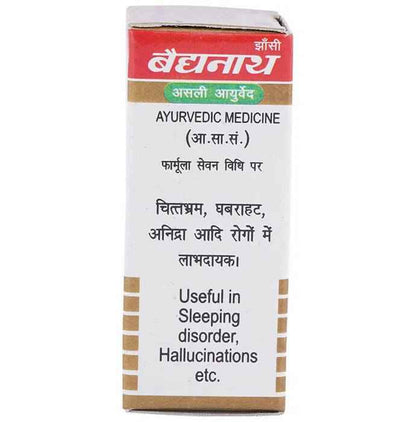 झाँसी
बैद्यनाथ
असली आयुर्वेद
AYURVEDIC MEDICINE
(आ.सा.सं.)
फार्मूला सेवन विधि पर
चित्तभ्रम, घबराहट,
अनिद्रा आदि रोगों में
लाभदायक।
Useful in
Sleeping
disorder,
Hallucinations
etc.